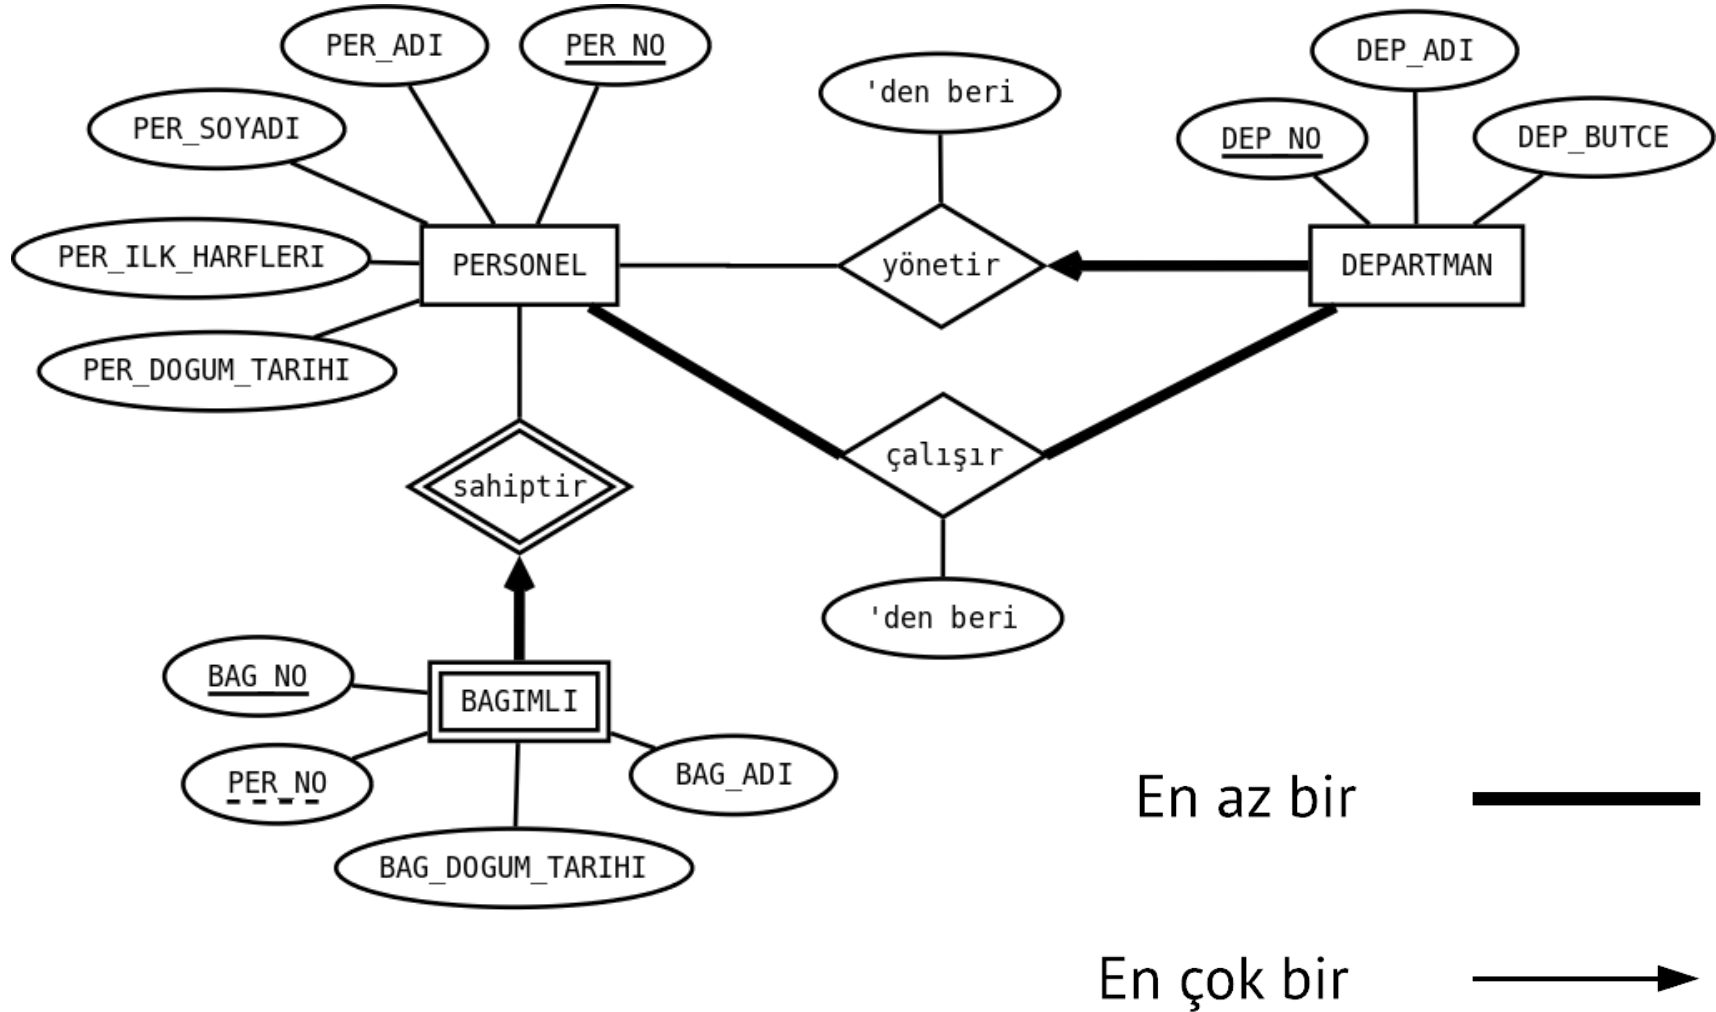 PER_ADI
PER_NO
PER_SOYADI
PER_ILK_HARFLERI
PER_DOGUM_TARIHI
PERSONEL
'den beri
yönetir
DEP_ADI
DEP_NO
DEP_BUTCE
DEPARTMAN
sahiptir
çalışır
'den beri
BAG_NO
BAGIMLI
PER_NO
BAG_ADI
BAG_DOGUM_TARIHI
En az bir
En çok bir